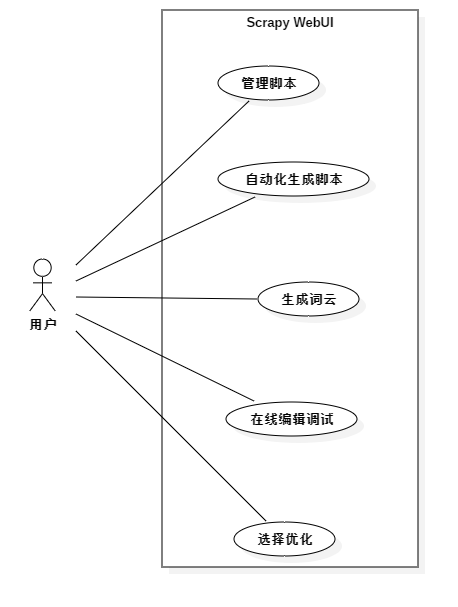 Scrapy WebUI
管理脚本
自动化生成脚本
生成词云
用户
在线编辑调试
选择优化